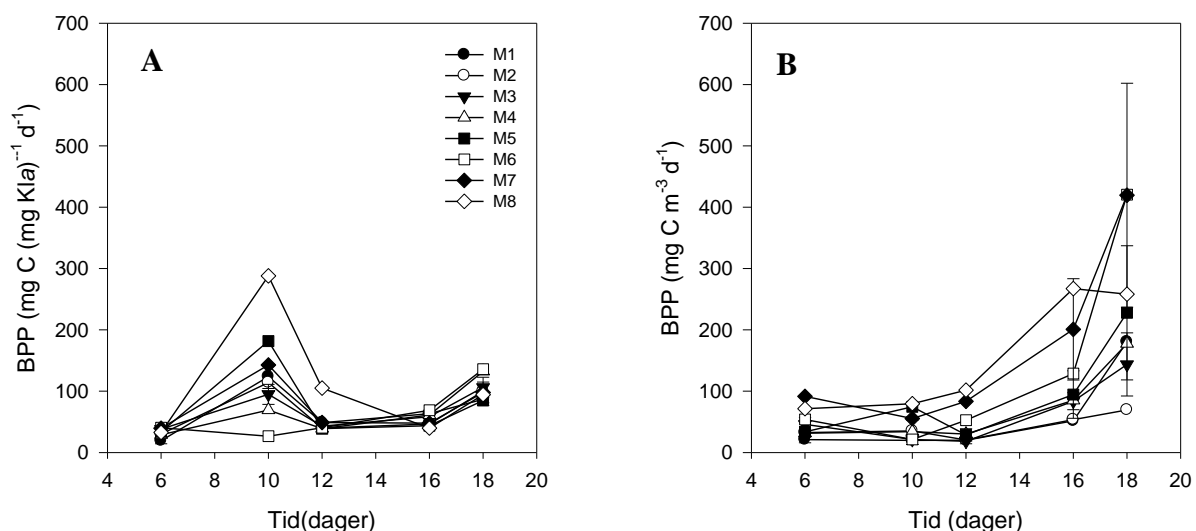 A
BPP (mg C (mg Kla)--1 d-1)
700
600
500
400
300
200
100
0
4 6 8 10 12 14 16 18 20
Tid(dager)
M1
M2
M3
M4
M5
M6
M7
M8
B
BPP (mg C m-3 d-1)
700
600
500
400
300
200
100
0
4 6 8 10 12 14 16 18 20
Tid (dager)